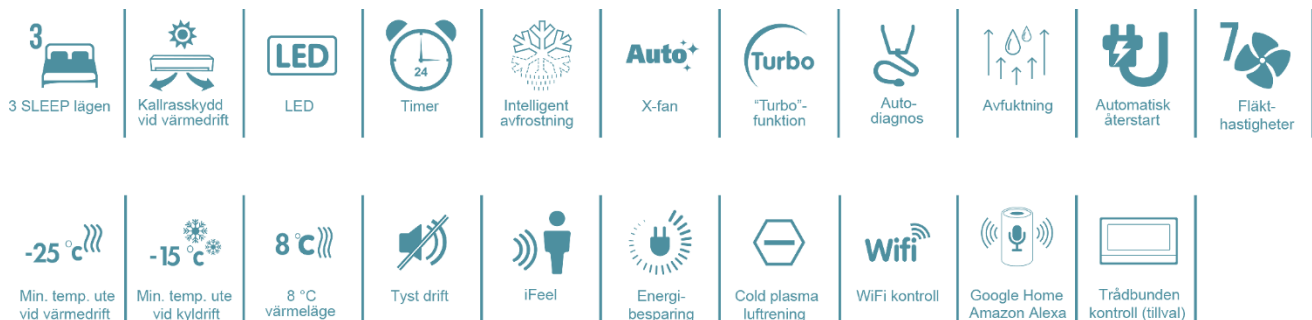 3
3 SLEEP lägen
Kallrasskydd
vid värmedrift
LED
LED
24
Timer
Intelligent
avfrostning
Auto
X-fan
Turbo
"Turbo"-
funktion
Auto-
diagnos
Avfuktning
Automatisk
återstart
7
Fläkt-
hastigheter
-25 °c
Min. temp. ute
vid värmedrift
-15 °c
Min. temp. ute
vid kyldrift
8 °C
8 °C
värmeläge
Tyst drift
iFeel
Energi-
besparing
Cold plasma
luftrening
Wifi
WiFi kontroll
Google Home
Amazon Alexa
Trådbunden
kontroll (tillval)